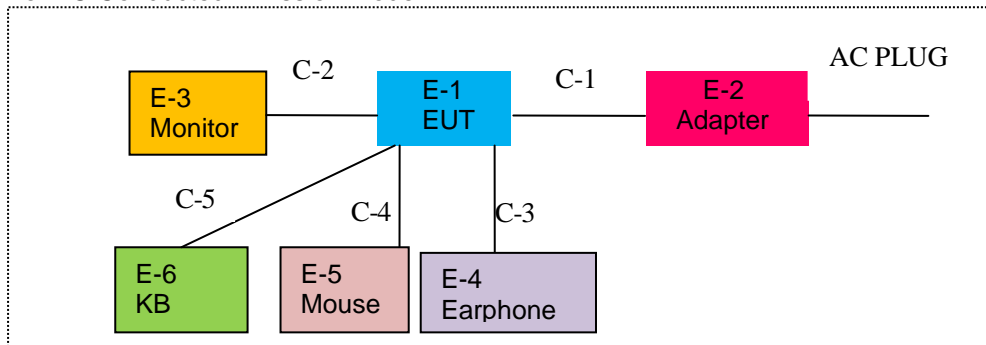 AC PLUG
C-2
C-1
E-3
Monitor
E-1
EUT
E-2
Adapter
C-5
C-4
C-3
E-6
KB
E-5
Mouse
E-4
Earphone